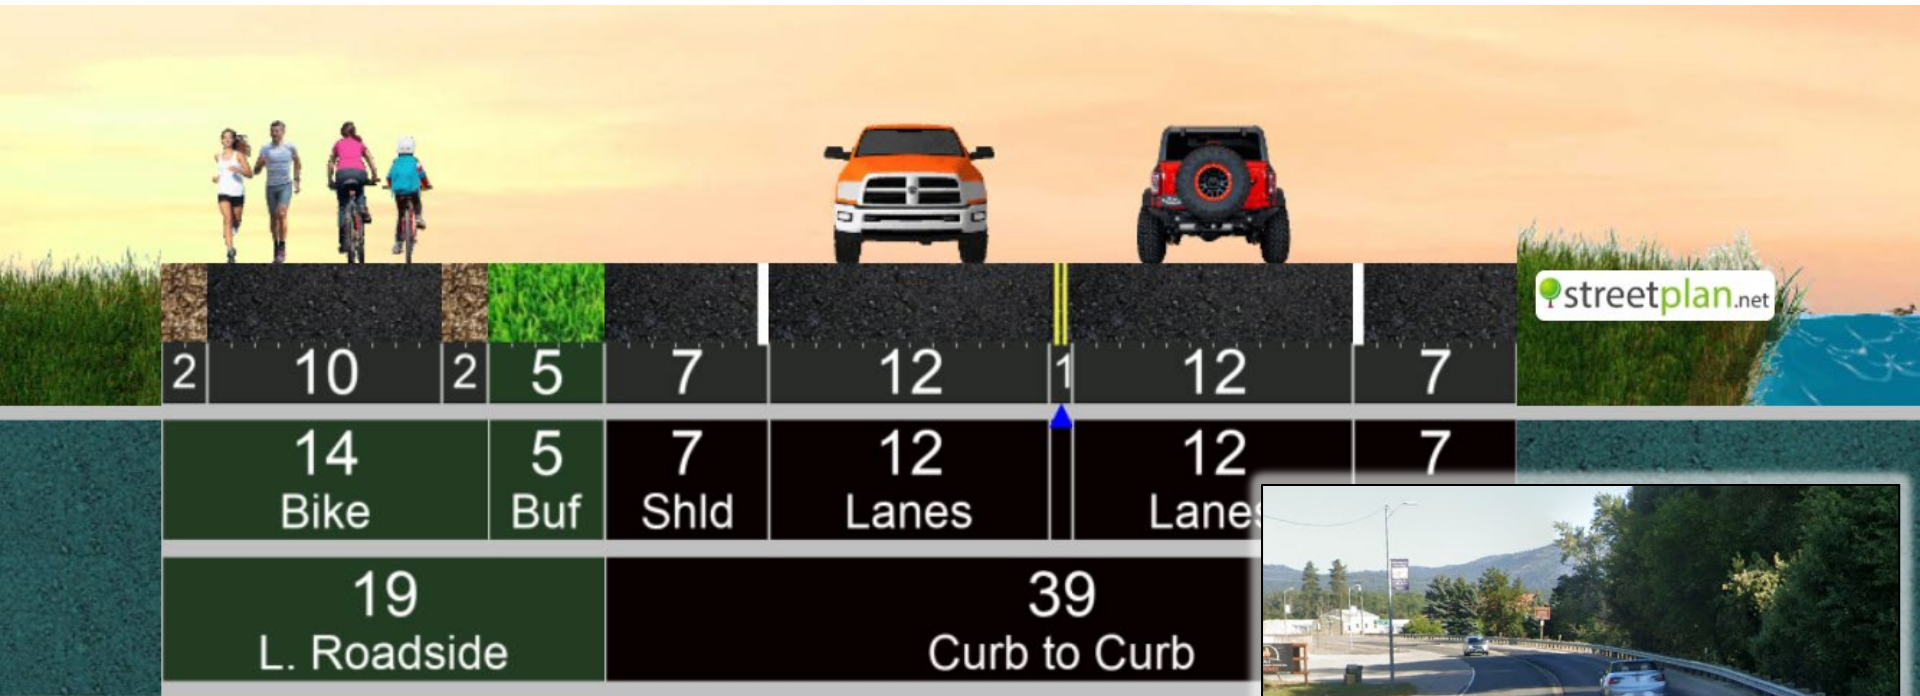 streetplan.net
2 10 2 5 7 12 1 12 7
14 5 7 12 12 7
Bike Buf Shld Lanes
19 39
L. Roadside Curb to Curb